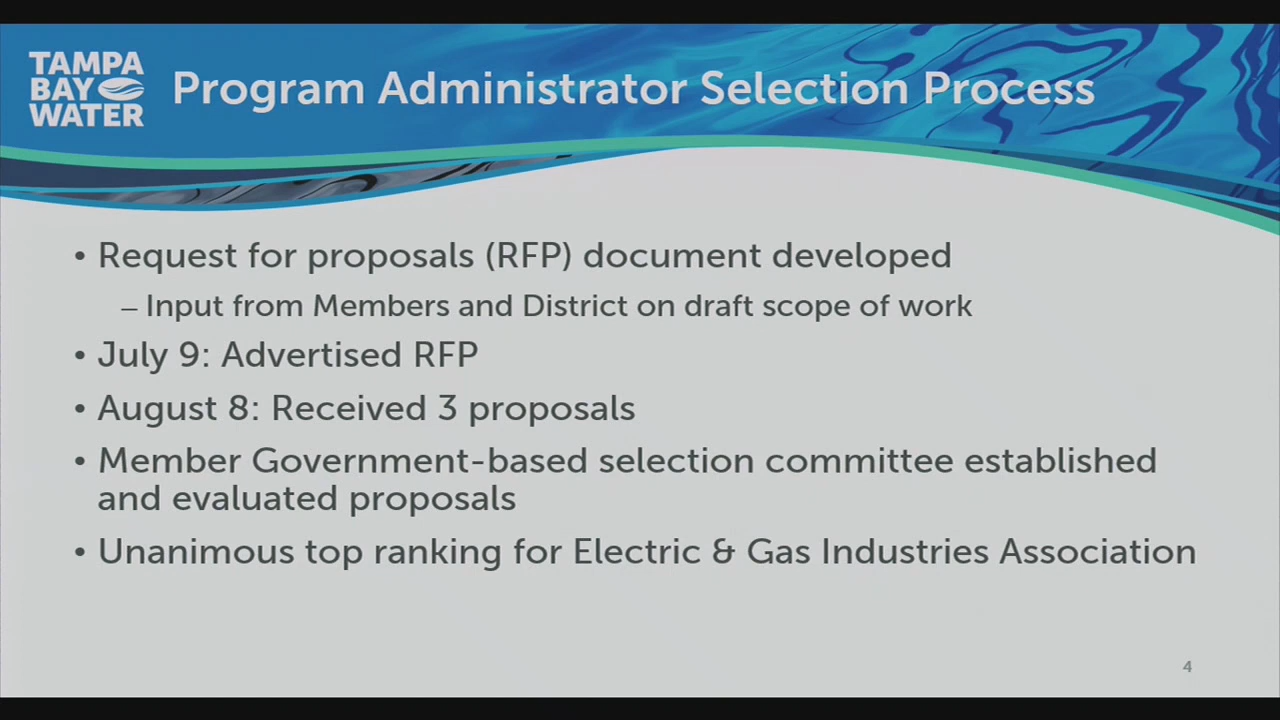 TAMPA
BAY
WATER
Program Administrator Selection Process
• Request for proposals (RFP) document developed
– Input from Members and District on draft scope of work
• July 9: Advertised RFP
• August 8: Received 3 proposals
• Member Government-based selection committee established
and evaluated proposals
• Unanimous top ranking for Electric & Gas Industries Association
4